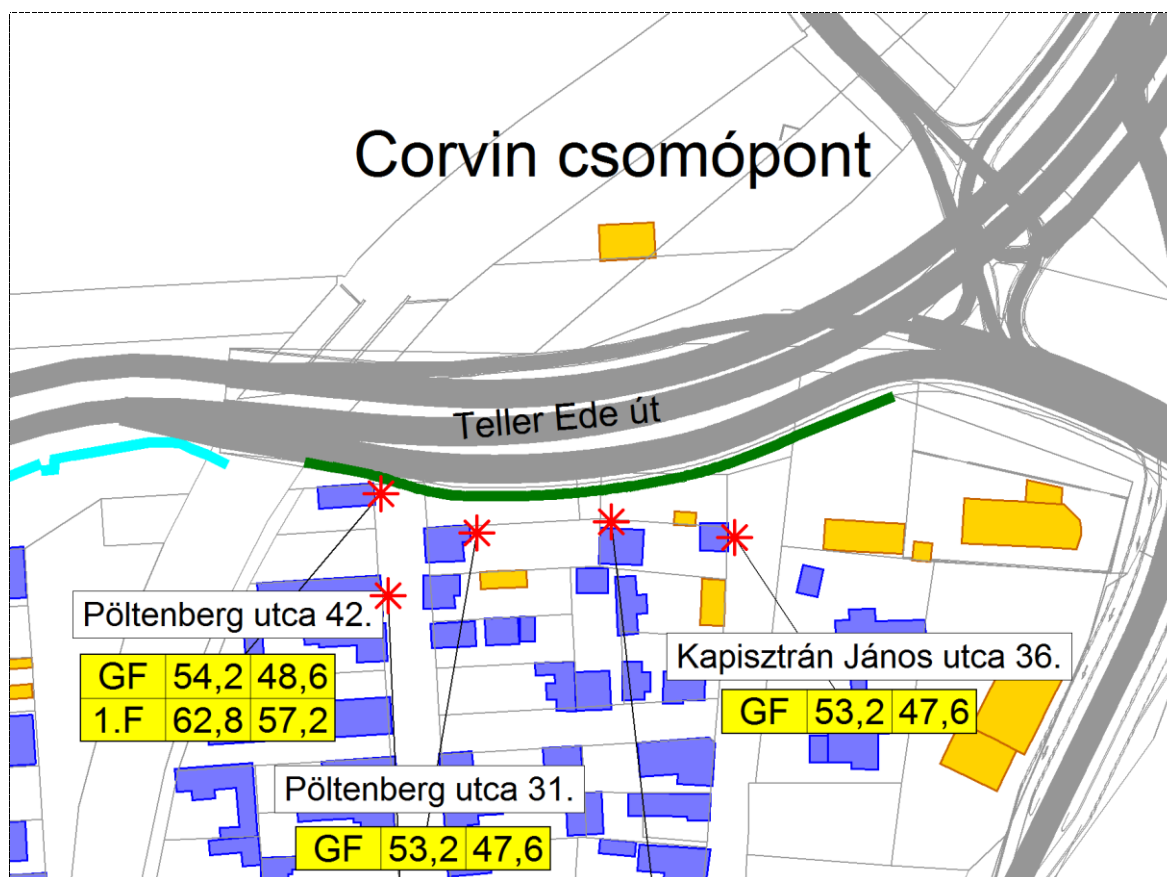 Corvin csomópont
Teller Ede út
Pöltenberg utca 42.
GF 54,2 48,6
1.F 62,8 57,2
Kapisztrán János utca 36.
GF 53,2 47,6
Pöltenberg utca 31.
GF 53,2 47,6